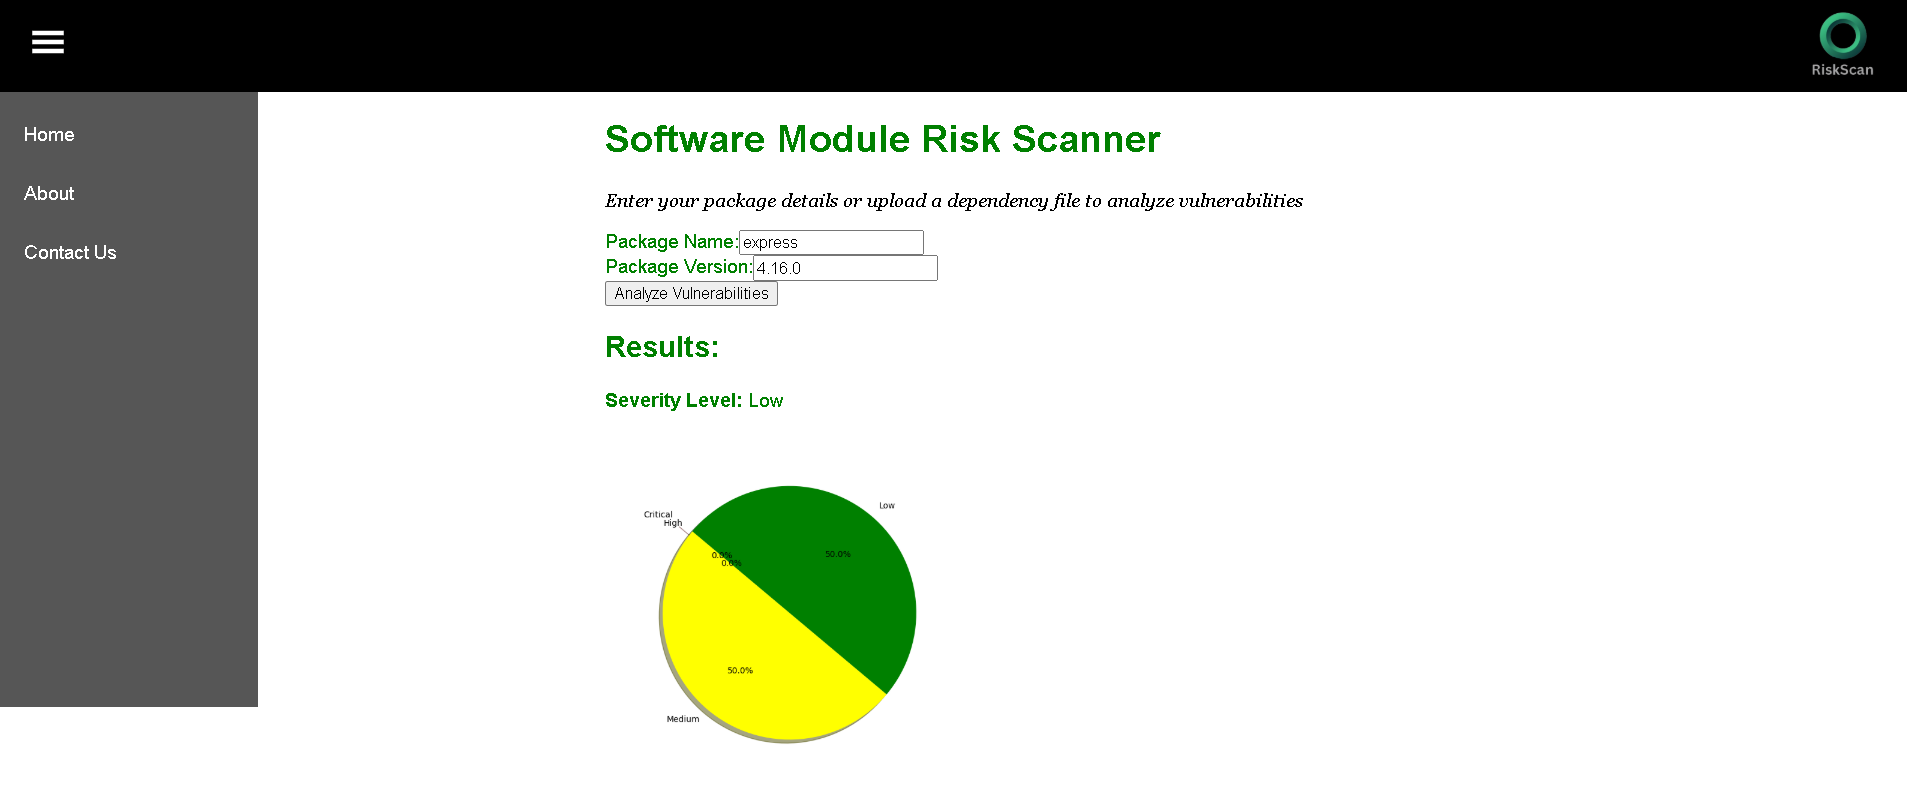 RiskScan
Home
About
Contact Us
Software Module Risk Scanner
Enter your package details or upload a dependency file to analyze vulnerabilities
Package Name: express
Package Version: 4.16.0
Analyze Vulnerabilities
Results:
Severity Level: Low
Low
Critical
High
0.0%
50.0%
0.0%
50.0%
Medium